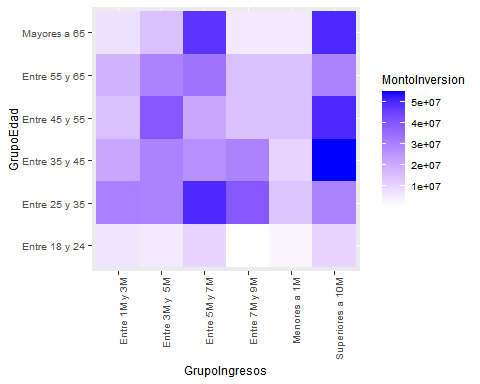 GrupoEdad
Mayores a 65
Entre 55 y 65
Entre 45 y 55
Entre 35 y 45
Entre 25 y 35
Entre 18 y 24
Entre 1M y 3M
Entre 3M y .5M
Entre 5M y 7M
Entre 7M y 9M
Menores a 1M
Superiores a 10M
GrupoIngresos
MontoInversion
5e+07
4e+07
3e+07
2e+07
1e+07